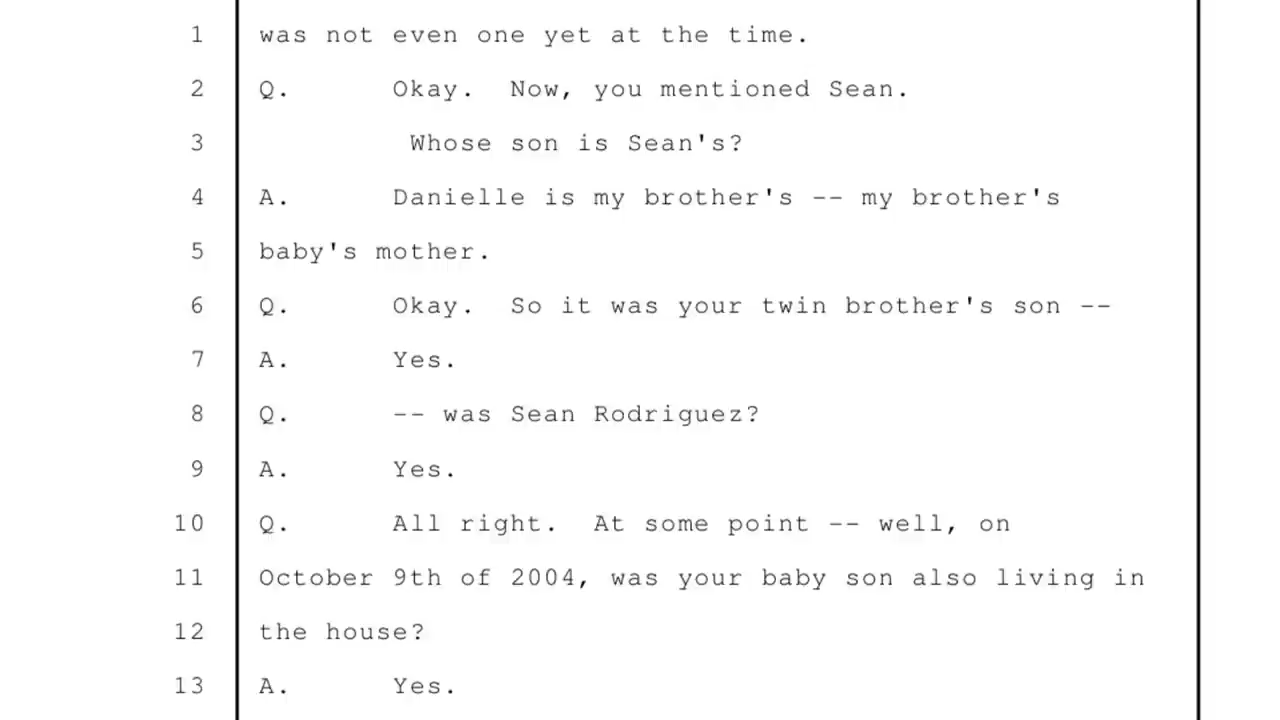 1 was not even one yet at the time.
2 Q. Okay. Now, you mentioned Sean.
3 Whose son is Sean's?
4 A. Danielle is my brother's -- my brother's
5 baby's mother.
6 Q. Okay. So it was your twin brother's son --
7 A. Yes.
8 Q. -- was Sean Rodriguez?
9 A. Yes.
10 Q. All right. At some point -- well, on
11 October 9th of 2004, was your baby son also living in
12 the house?
13 A. Yes.